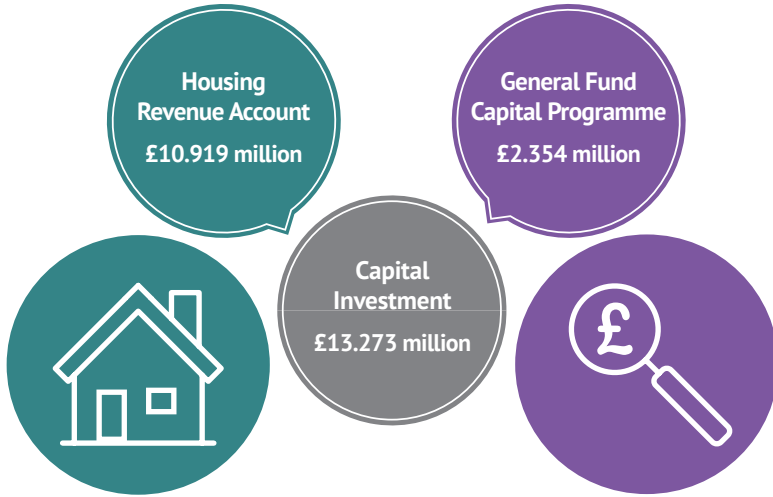 Housing
Revenue Account
£10.919 million
General Fund
Capital Programme
£2.354 million
Capital
Investment
£13.273 million
£